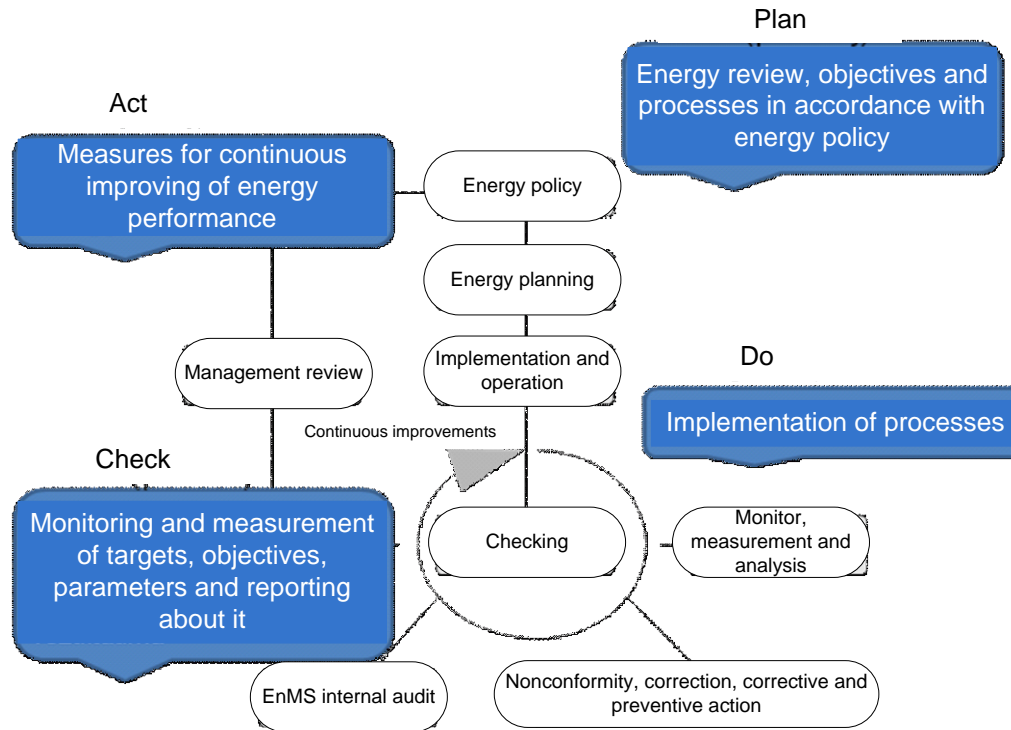 Plan
Energy review, objectives and
processes in accordance with
energy policy
Act
Measures for continuous
improving of energy
performance
Energy policy
Energy planning
Management review
Implementation and
operation
Do
Implementation of processes
Continuous improvements
Check
Monitoring and measurement
of targets, objectives,
parameters and reporting
about it
Checking
Monitor,
measurement and
analysis
EnMS internal audit
Nonconformity, correction, corrective and
preventive action